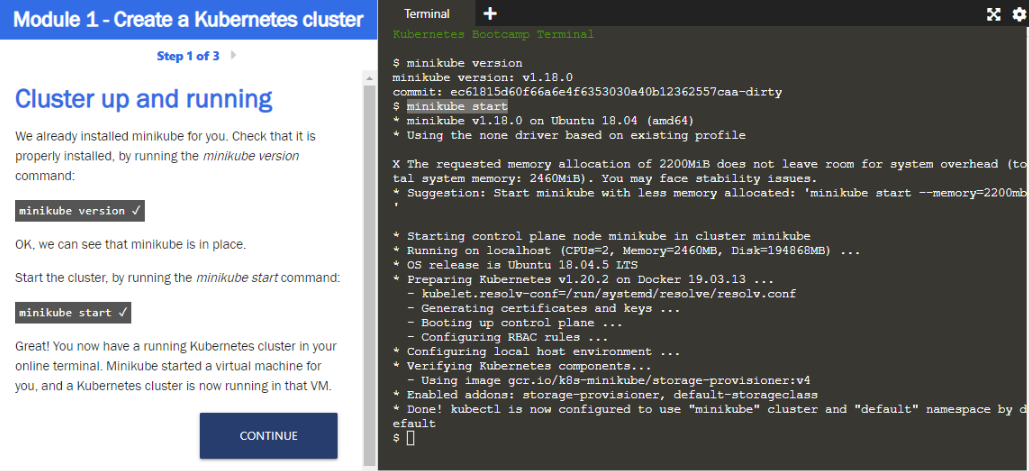 Module 1 - Create a Kubernetes cluster
Step 1 of 3
Cluster up and running
We already installed minikube for you. Check that it is
properly installed, by running the minikube version
command:
minikube version ✓
OK, we can see that minikube is in place.
Start the cluster, by running the minikube start command:
minikube start ✓
Great! You now have a running Kubernetes cluster in your
online terminal. Minikube started a virtual machine for
you, and a Kubernetes cluster is now running in that VM.
CONTINUE
Terminal +
Kubernetes Bootcamp Terminal
$ minikube version
minikube version: v1.18.0
commit: ec61815d60f66a6e4f6353030a40b12362557caa-dirty
$ minikube start
* minikube v1.18.0 on Ubuntu 18.04 (amd64)
* Using the none driver based on existing profile
X The requested memory allocation of 2200MiB does not leave room for system overhead (to
tal system memory: 2460MiB). You may face stability issues.
* Suggestion: Start minikube with less memory allocated: 'minikube start --memory=2200mb
'
* Starting control plane node minikube in cluster minikube
* Running on localhost (CPUs=2, Memory=2460MB, Disk=194868MB) ...
* OS release is Ubuntu 18.04.5 LTS
* Preparing Kubernetes v1.20.2 on Docker 19.03.13 ...
- kubelet.resolv-conf=/run/systemd/resolve/resolv.conf
- Generating certificates and keys ...
- Booting up control plane ...
- Configuring RBAC rules ...
* Configuring local host environment ...
* Verifying Kubernetes components...
- Using image gcr.io/k8s-minikube/storage-provisioner:v4
* Enabled addons: storage-provisioner, default-storageclass
* Done! kubectl is now configured to use "minikube" cluster and "default" namespace by d
efault
$